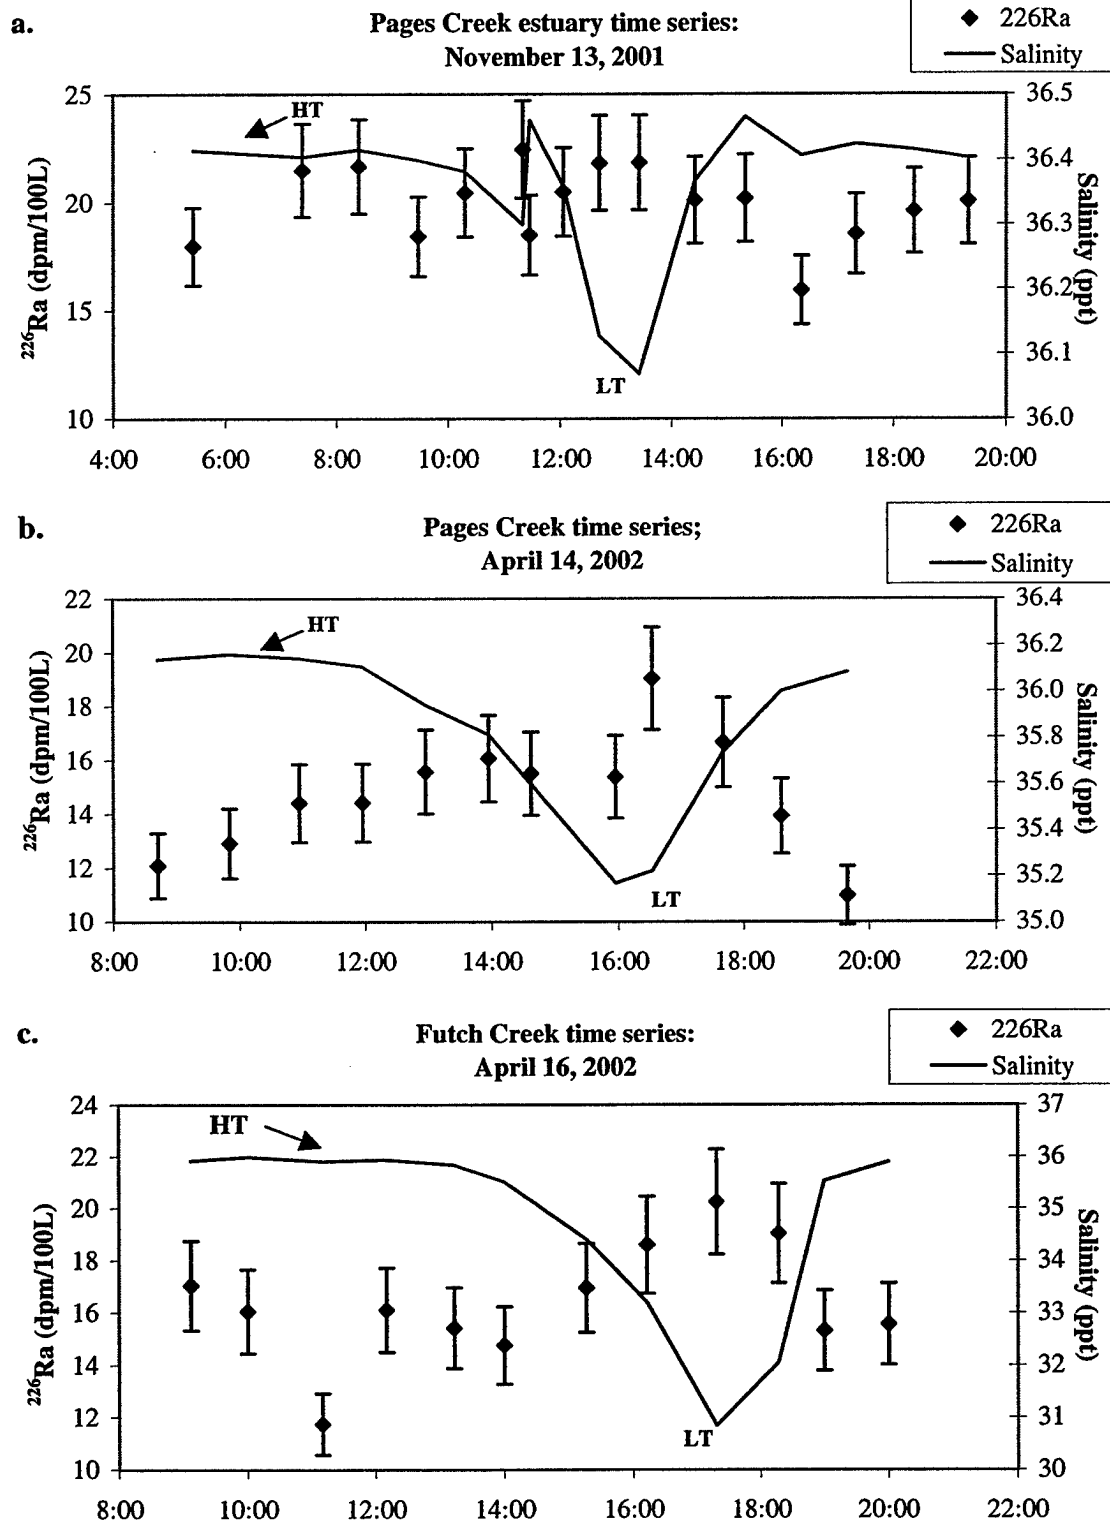 a.
Pages Creek estuary time series:
November 13, 2001
226Ra
Salinity
HT
LT
25
20
15
10
²²⁶Ra (dpm/100L)
36.5
36.4
36.3
36.2
36.1
36.0
Salinity (ppt)
4:00 6:00 8:00 10:00 12:00 14:00 16:00 18:00 20:00
b.
Pages Creek time series;
April 14, 2002
226Ra
Salinity
HT
LT
22
20
18
16
14
12
10
²²⁶Ra (dpm/100L)
36.4
36.2
36.0
35.8
35.6
35.4
35.2
35.0
Salinity (ppt)
8:00 10:00 12:00 14:00 16:00 18:00 20:00 22:00
c.
Futch Creek time series:
April 16, 2002
226Ra
Salinity
HT
LT
24
22
20
18
16
14
12
10
²²⁶Ra (dpm/100L)
37
36
35
34
33
32
31
30
Salinity (ppt)
8:00 10:00 12:00 14:00 16:00 18:00 20:00 22:00